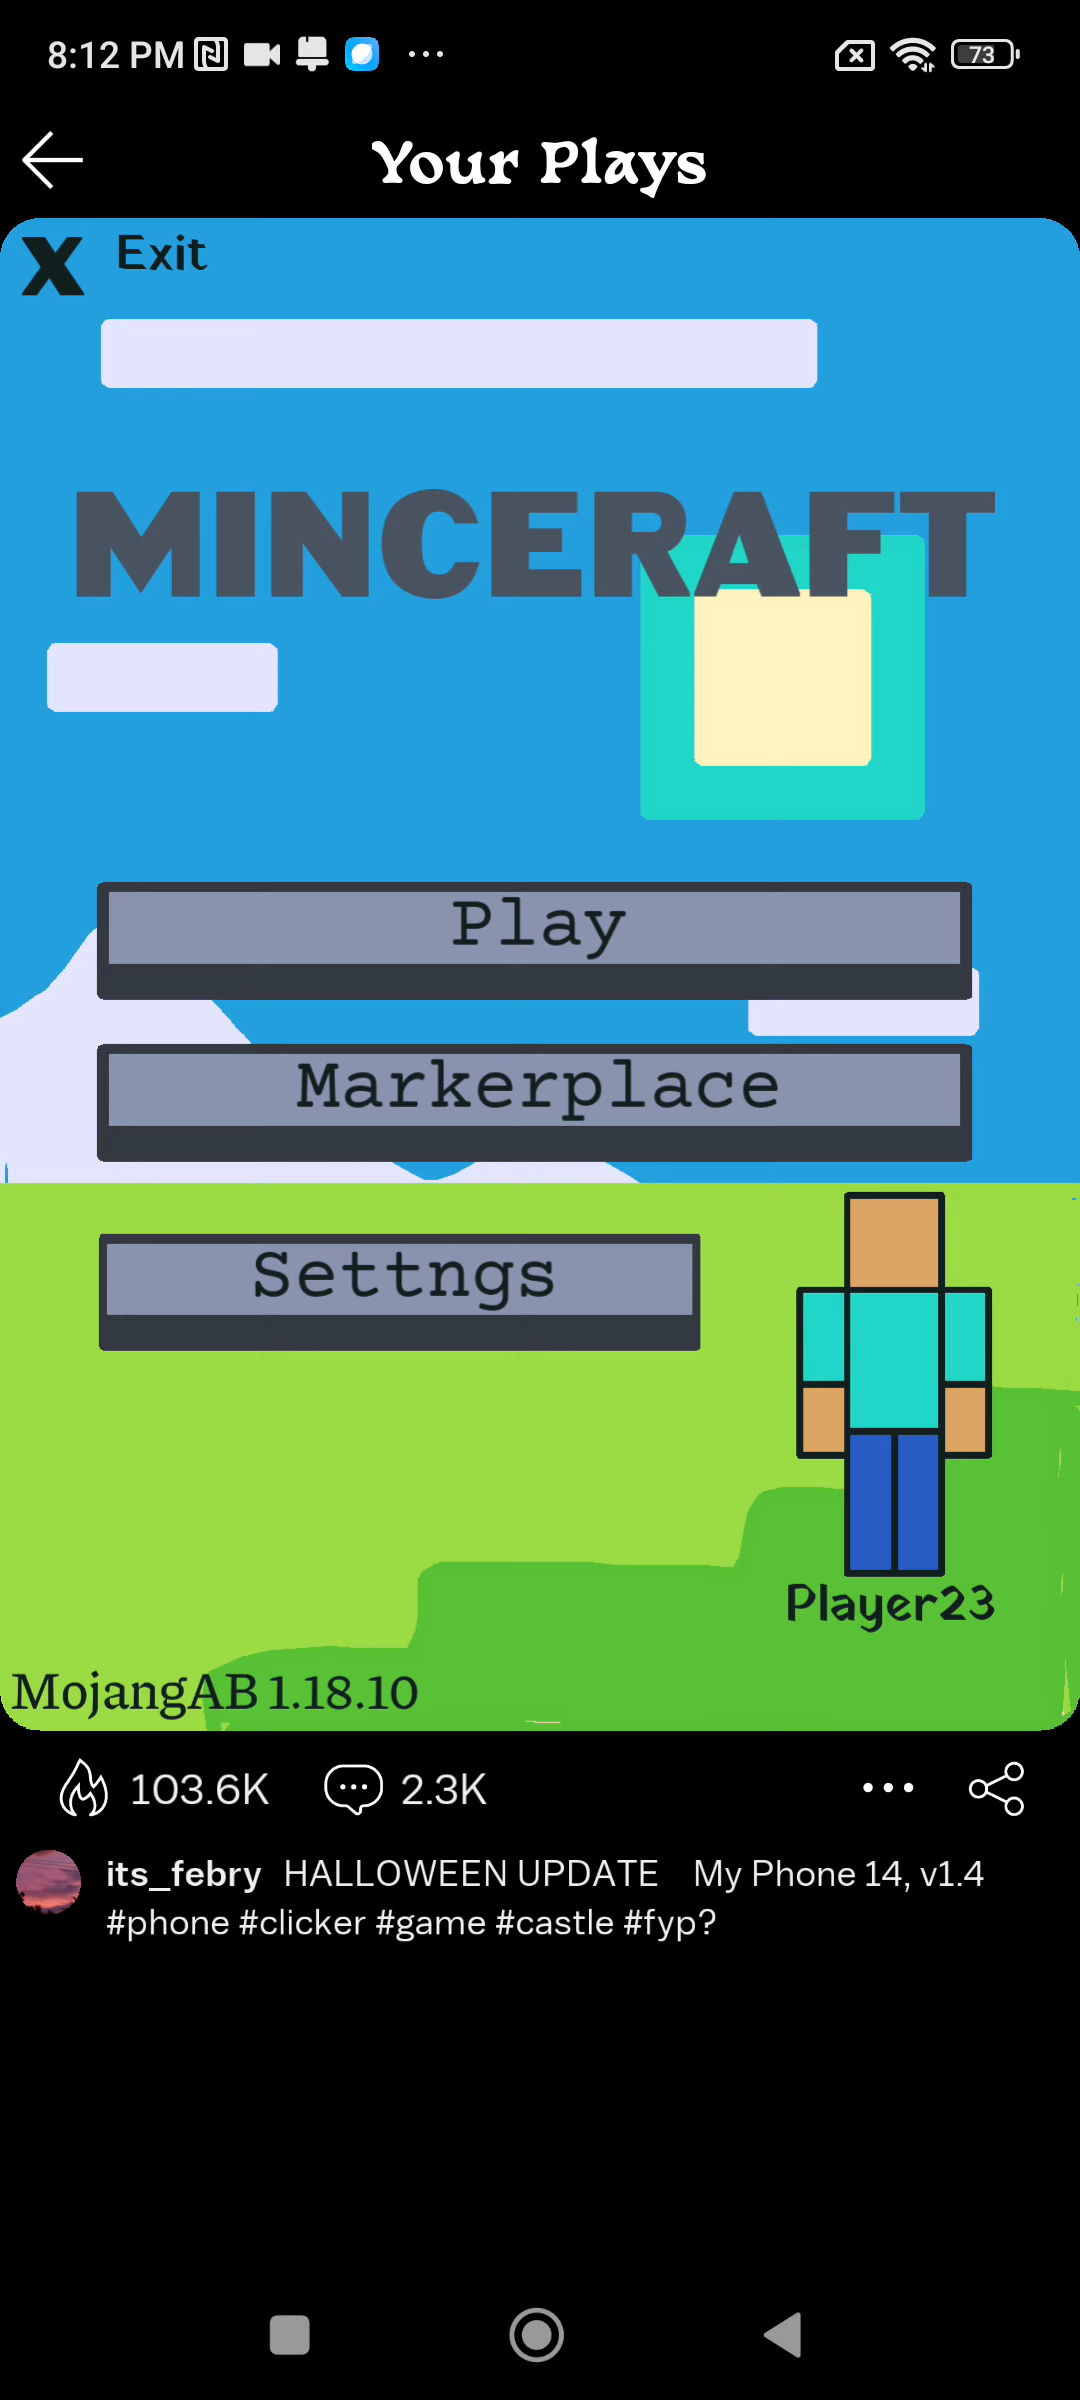 8:12 PM
73
Your Plays
X Exit
MINCERAFT
Play
Markerplace
Settngs
Player23
MojangAB 1.18.10
103.6K 2.3K
its_febry HALLOWEEN UPDATE My Phone 14, v1.4
#phone #clicker #game #castle #fyp?